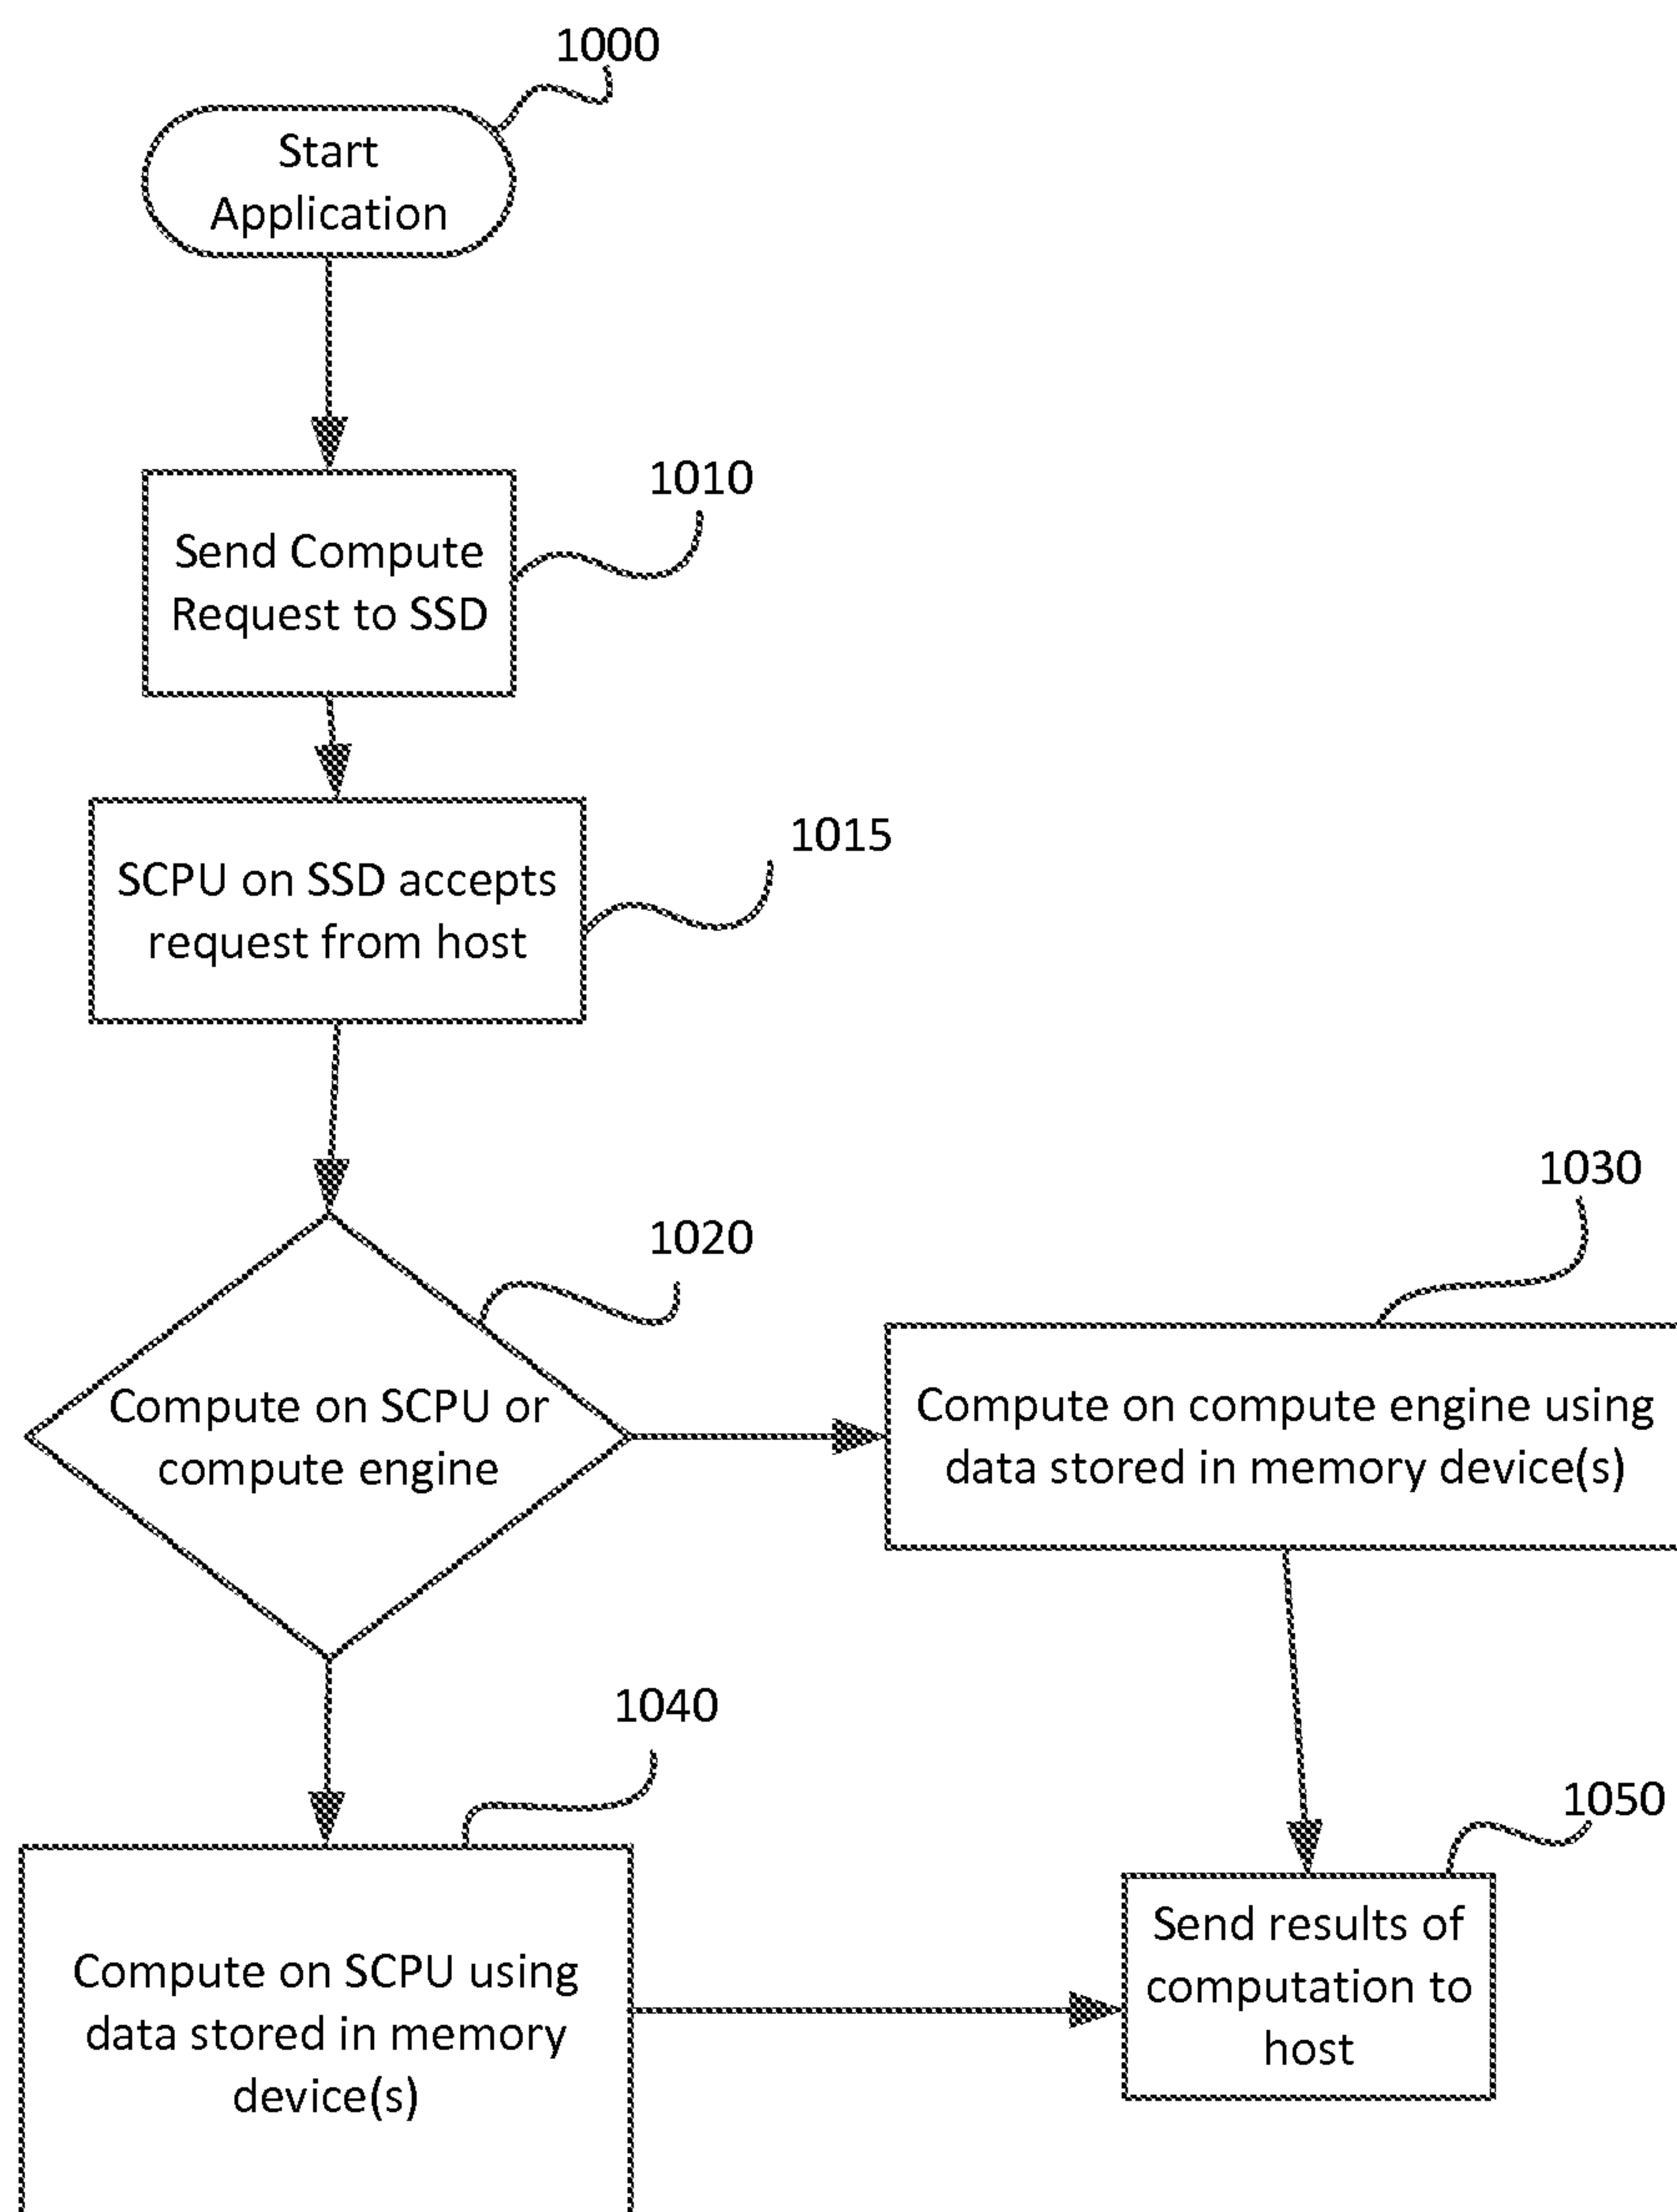 1000
Start
Application
1010
Send Compute
Request to SSD
1015
SCPU on SSD accepts
request from host
1020
Compute on SCPU or
compute engine
1030
Compute on compute engine using
data stored in memory device(s)
1040
Compute on SCPU using
data stored in memory
device(s)
1050
Send results of
computation to
host